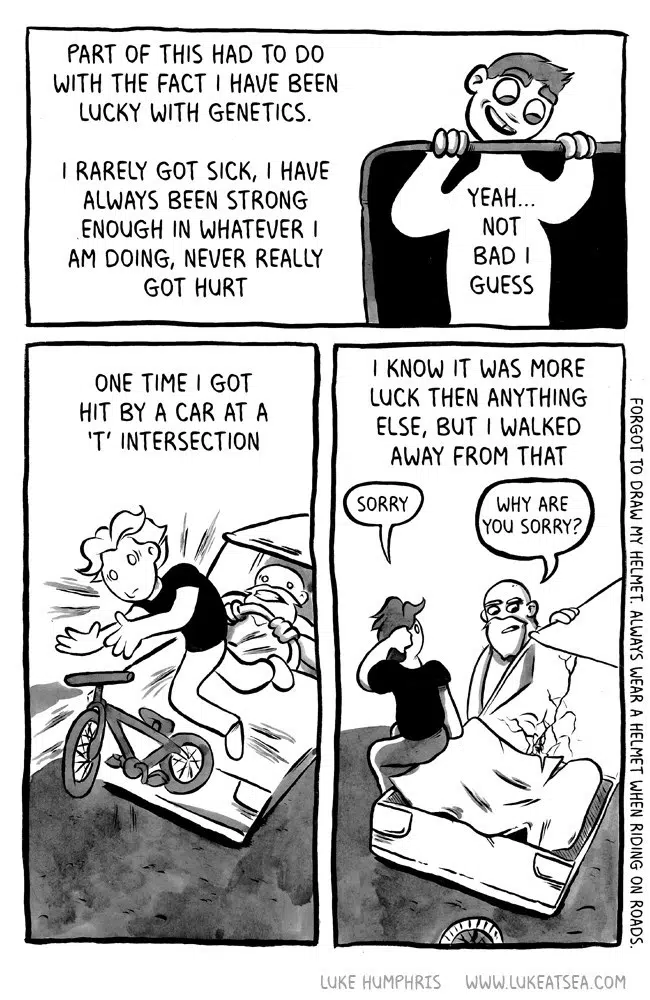 PART OF THIS HAD TO DO
WITH THE FACT I HAVE BEEN
LUCKY WITH GENETICS.
I RARELY GOT SICK, I HAVE
ALWAYS BEEN STRONG
ENOUGH IN WHATEVER I
AM DOING, NEVER REALLY
GOT HURT
YEAH...
NOT
BAD I
GUESS
ONE TIME I GOT
HIT BY A CAR AT A
'T' INTERSECTION
I KNOW IT WAS MORE
LUCK THEN ANYTHING
ELSE, BUT I WALKED
AWAY FROM THAT
SORRY
WHY ARE
YOU SORRY?
FORGOT TO DRAW MY HELMET. ALWAYS WEAR A HELMET WHEN RIDING ON ROADS.
LUKE HUMPHRIS WWW.LUKEATSEA.COM